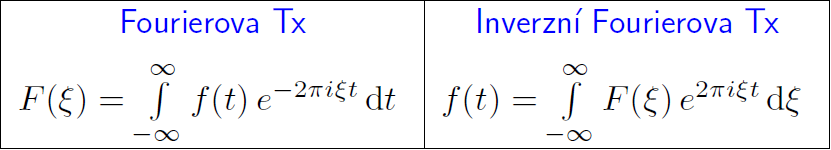 Fourierova Tx
F(ξ) = ∫_{−∞}^{∞} f(t) e^{−2πiξt} dt
Inverzní Fourierova Tx
f(t) = ∫_{−∞}^{∞} F(ξ) e^{2πiξt} dξ